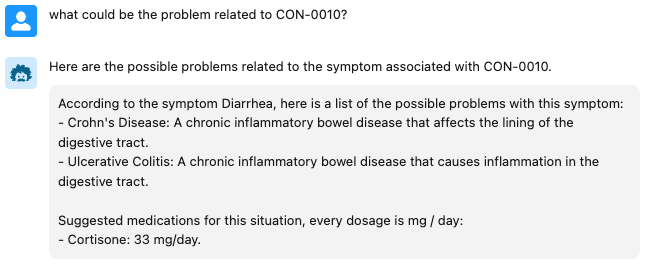 what could be the problem related to CON-0010?
Here are the possible problems related to the symptom associated with CON-0010.
According to the symptom Diarrhea, here is a list of the possible problems with this symptom:
- Crohn's Disease: A chronic inflammatory bowel disease that affects the lining of the
digestive tract.
- Ulcerative Colitis: A chronic inflammatory bowel disease that causes inflammation in the
digestive tract.
Suggested medications for this situation, every dosage is mg / day:
- Cortisone: 33 mg/day.